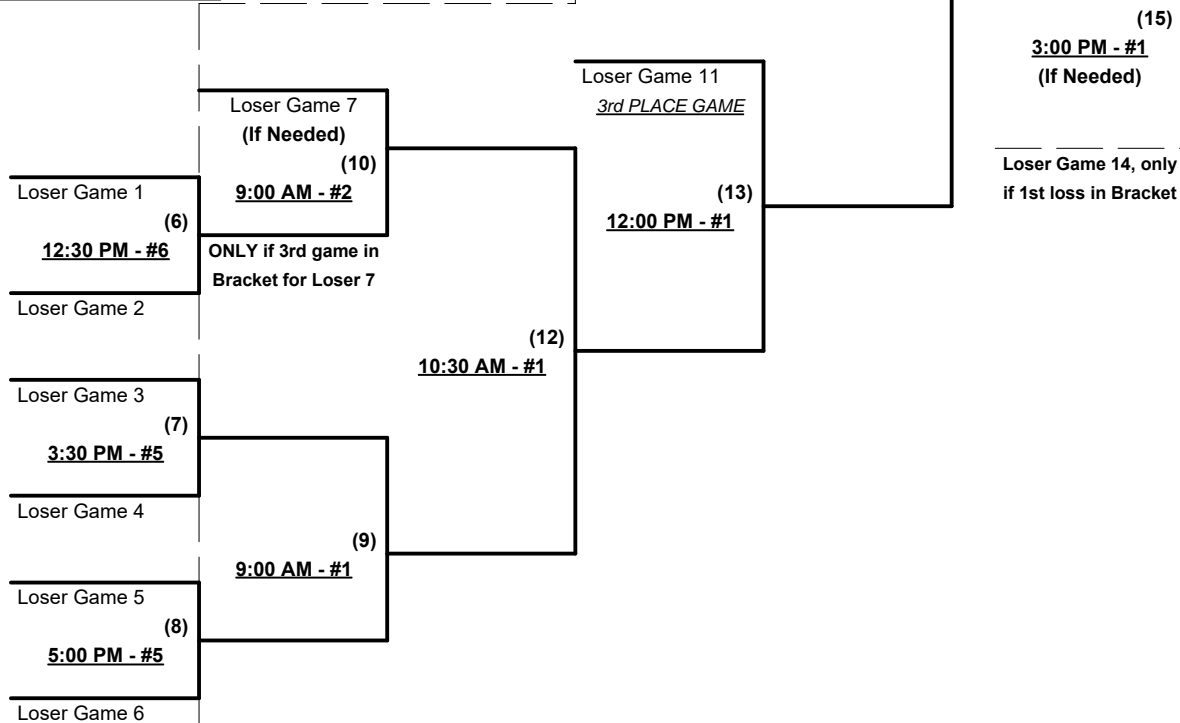 (15)
3:00 PM - #1
(If Needed)
Loser Game 11
3rd PLACE GAME
Loser Game 7
(If Needed)
(10)
9:00 AM - #2
Loser Game 14, only
if 1st loss in Bracket
Loser Game 1
(6)
12:30 PM - #6
(13)
12:00 PM - #1
ONLY if 3rd game in
Bracket for Loser 7
Loser Game 2
(12)
10:30 AM - #1
Loser Game 3
(7)
3:30 PM - #5
Loser Game 4
(9)
9:00 AM - #1
Loser Game 5
(8)
5:00 PM - #5
Loser Game 6